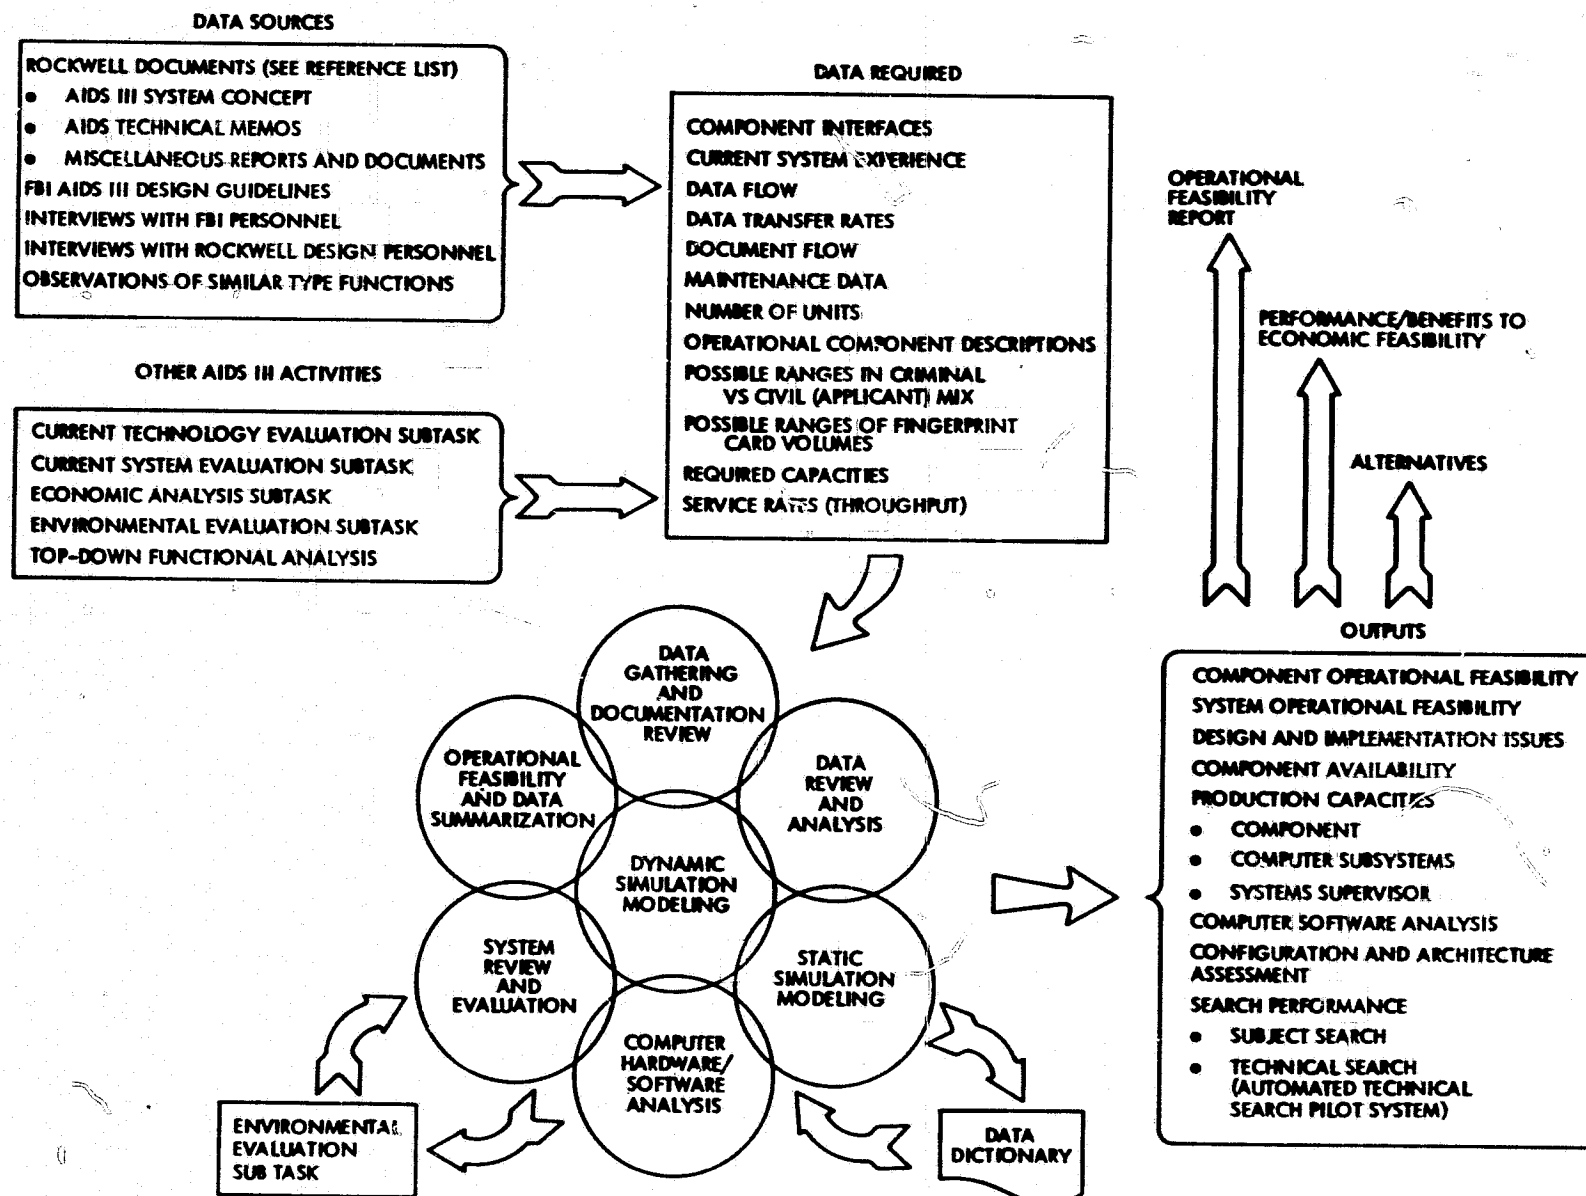 DATA SOURCES
ROCKWELL DOCUMENTS (SEE REFERENCE LIST)
• AIDS III SYSTEM CONCEPT
• AIDS TECHNICAL MEMOS
• MISCELLANEOUS REPORTS AND DOCUMENTS
FBI AIDS III DESIGN GUIDELINES
INTERVIEWS WITH FBI PERSONNEL
INTERVIEWS WITH ROCKWELL DESIGN PERSONNEL
OBSERVATIONS OF SIMILAR TYPE FUNCTIONS
OTHER AIDS III ACTIVITIES
CURRENT TECHNOLOGY EVALUATION SUBTASK
CURRENT SYSTEM EVALUATION SUBTASK
ECONOMIC ANALYSIS SUBTASK
ENVIRONMENTAL EVALUATION SUBTASK
TOP-DOWN FUNCTIONAL ANALYSIS
DATA REQUIRED
COMPONENT INTERFACES
CURRENT SYSTEM EXPERIENCE
DATA FLOW
DATA TRANSFER RATES
DOCUMENT FLOW
MAINTENANCE DATA
NUMBER OF UNITS
OPERATIONAL COMPONENT DESCRIPTIONS
POSSIBLE RANGES IN CRIMINAL
VS CIVIL (APPLICANT) MIX
POSSIBLE RANGES OF FINGERPRINT
CARD VOLUMES
REQUIRED CAPACITIES
SERVICE RATES (THROUGHPUT)
OPERATIONAL
FEASIBILITY
REPORT
PERFORMANCE/BENEFITS TO
ECONOMIC FEASIBILITY
ALTERNATIVES
DATA
GATHERING
AND
DOCUMENTATION
REVIEW
OPERATIONAL
FEASIBILITY
AND DATA
SUMMARIZATION
DATA
REVIEW
AND
ANALYSIS
DYNAMIC
SIMULATION
MODELING
SYSTEM
REVIEW
AND
EVALUATION
STATIC
SIMULATION
MODELING
COMPUTER
HARDWARE/
SOFTWARE
ANALYSIS
ENVIRONMENTAL
EVALUATION
SUB TASK
DATA
DICTIONARY
OUTPUTS
COMPONENT OPERATIONAL FEASIBILITY
SYSTEM OPERATIONAL FEASIBILITY
DESIGN AND IMPLEMENTATION ISSUES
COMPONENT AVAILABILITY
PRODUCTION CAPACITIES
• COMPONENT
• COMPUTER SUBSYSTEMS
• SYSTEMS SUPERVISOR
COMPUTER SOFTWARE ANALYSIS
CONFIGURATION AND ARCHITECTURE
ASSESSMENT
SEARCH PERFORMANCE
• SUBJECT SEARCH
• TECHNICAL SEARCH
(AUTOMATED TECHNICAL
SEARCH PILOT SYSTEM)